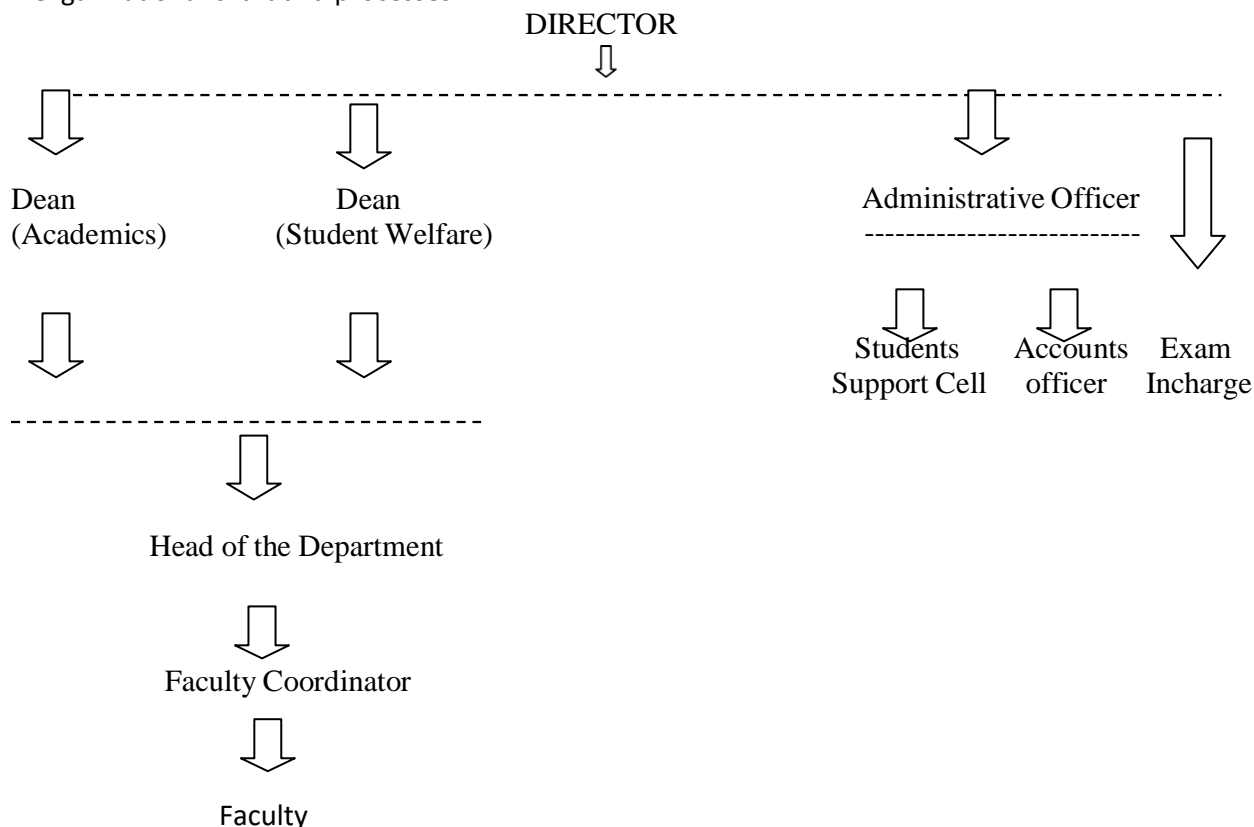 DIRECTOR
Dean
(Academics)
Dean
(Student Welfare)
Administrative Officer
Students
Support Cell
Accounts
officer
Exam
Incharge
Head of the Department
Faculty Coordinator
Faculty